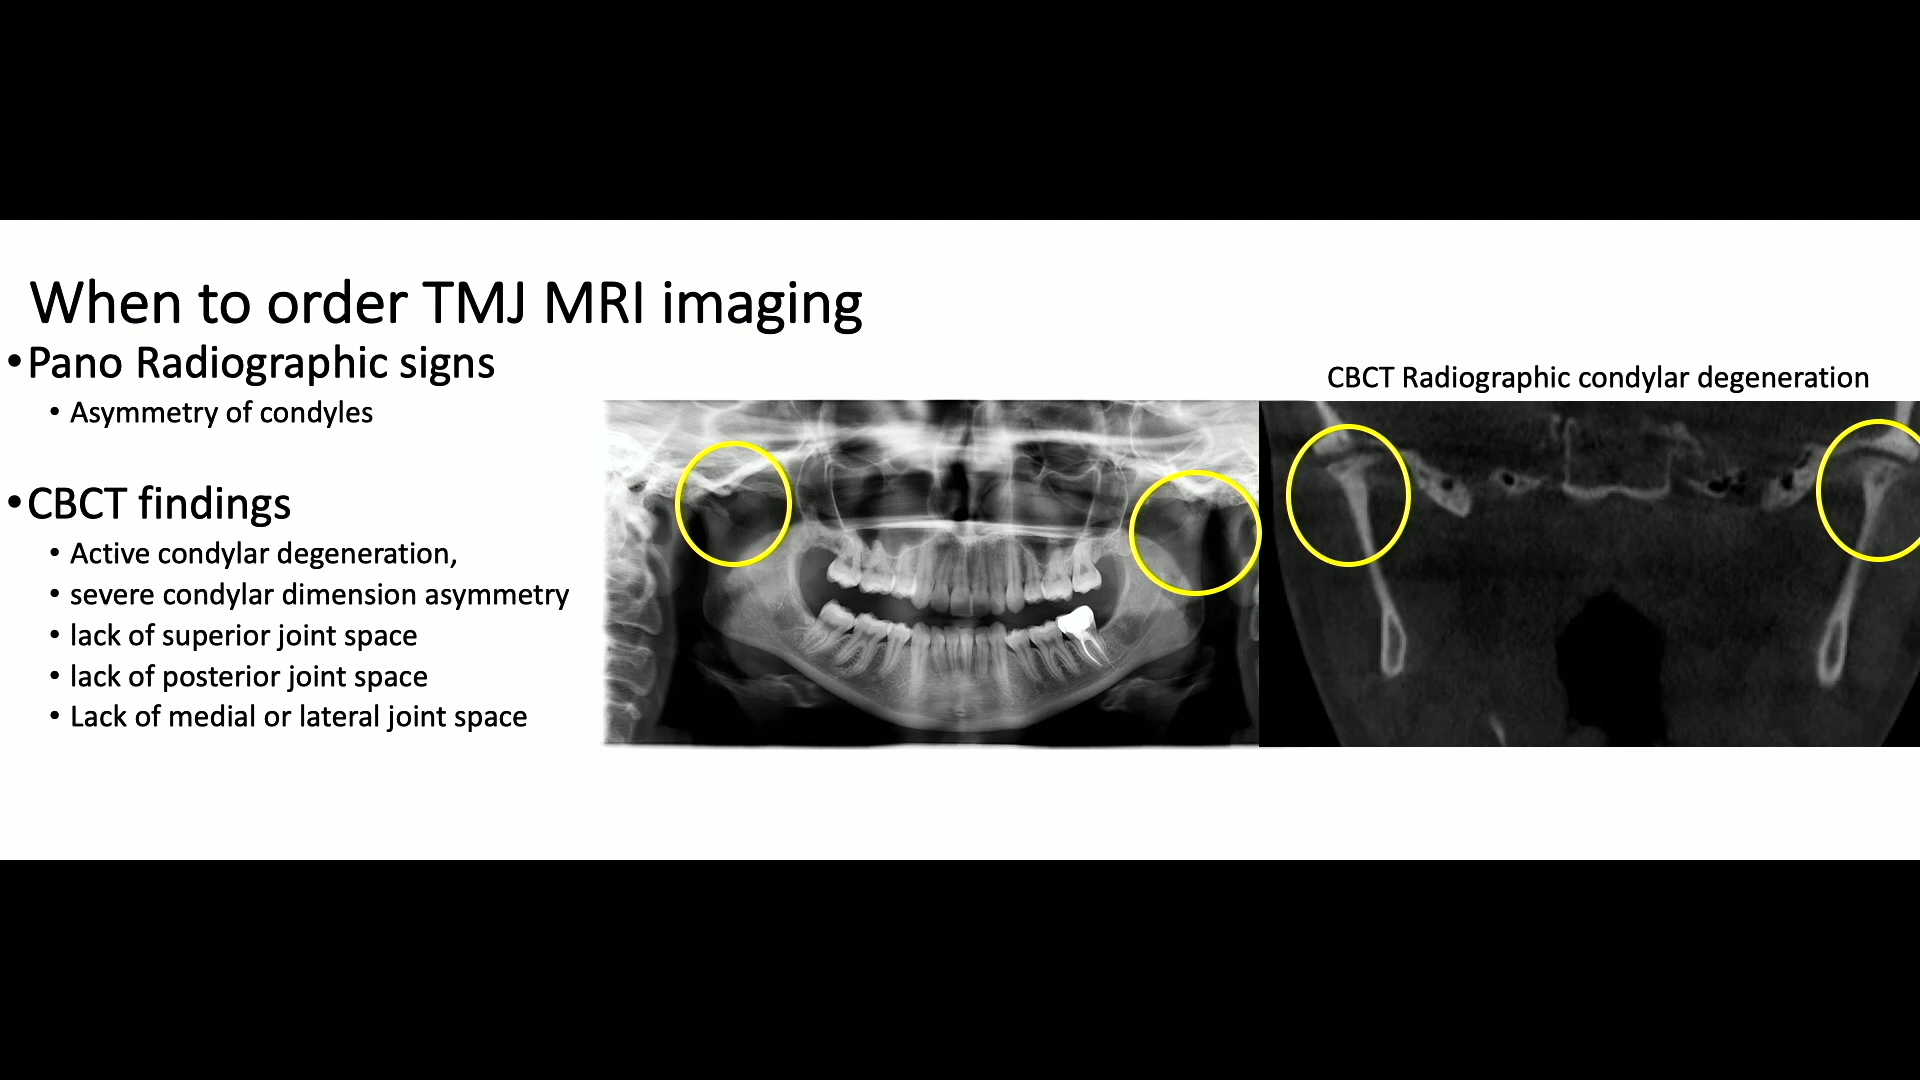 When to order TMJ MRI imaging
•Pano Radiographic signs
• Asymmetry of condyles
•CBCT findings
• Active condylar degeneration,
• severe condylar dimension asymmetry
• lack of superior joint space
• lack of posterior joint space
• Lack of medial or lateral joint space
CBCT Radiographic condylar degeneration